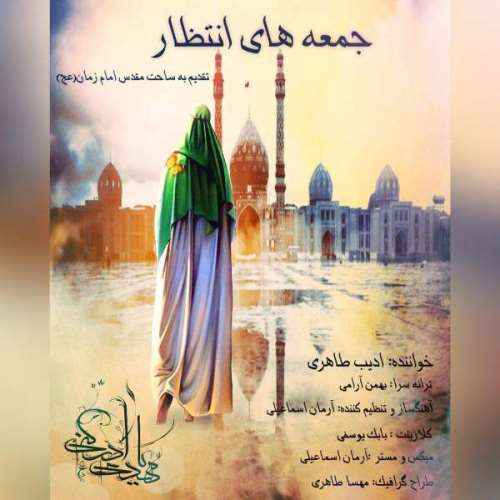 جمعه های انتظار
تقدیم به ساحت مقدس امام زمان(عج)
خواننده: ادیب طاهری
ترانه سرا: بهمن آرامی
آهنگساز و تنظیم کننده: آرمان اسماعیلی
کلارینت : بابک یوسفی
میکس و مستر :آرمان اسماعیلی
طراح گرافیک: مهسا طاهری